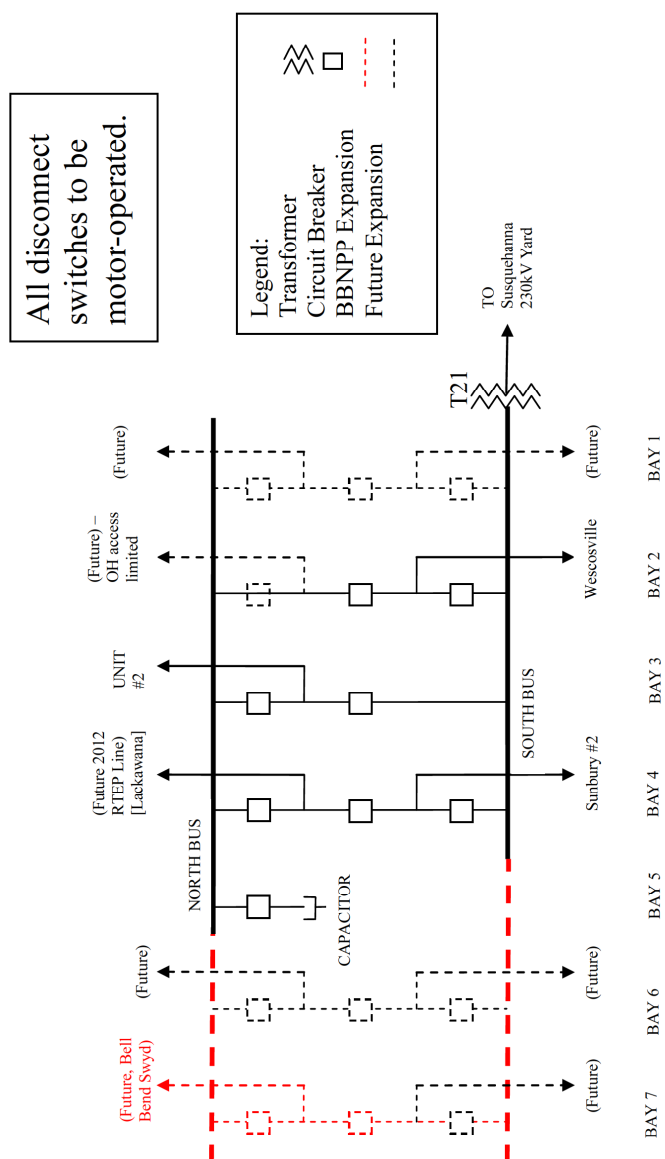 All disconnect
switches to be
motor-operated.
Legend:
Transformer
Circuit Breaker
BBNPP Expansion
Future Expansion
(Future, Bell
Bend Swyd)
(Future)
(Future 2012
RTEP Line)
[Lackawana]
UNIT
#2
(Future) –
OH access
limited
(Future)
NORTH BUS
CAPACITOR
SOUTH BUS
T21
TO
Susquehanna
230kV Yard
(Future)
(Future)
Sunbury #2
Wescosville
(Future)
BAY 7
BAY 6
BAY 5
BAY 4
BAY 3
BAY 2
BAY 1